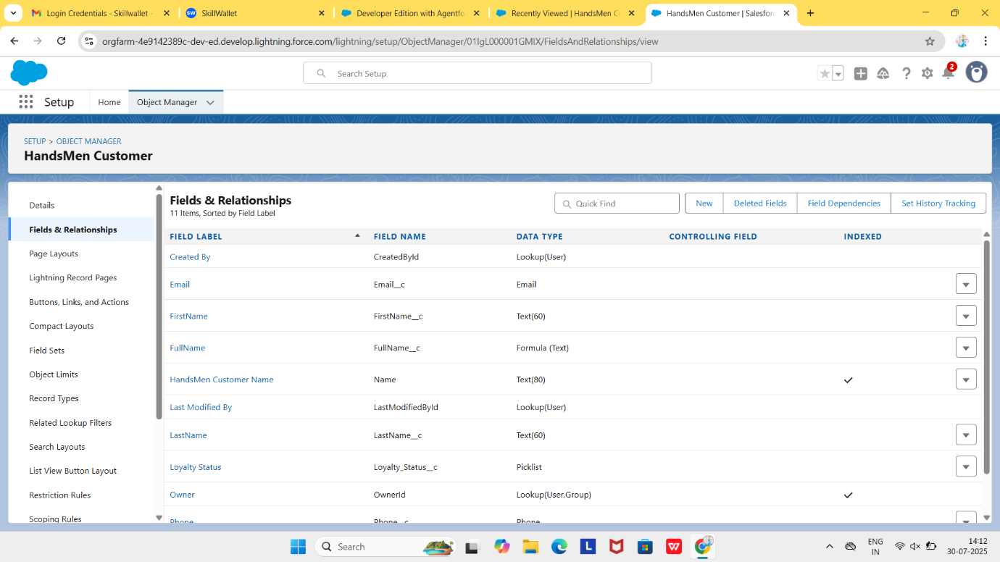 Login Credentials - Skillwallet -
SkillWallet
Developer Edition with Agentfo
Recently Viewed | HandsMen Cu
HandsMen Customer | Salesforc
orgfarm-4e9142389c-dev-ed.develop.lightning.force.com/lightning/setup/ObjectManager/01IgL000001GMIX/FieldsAndRelationships/view
Search Setup
2
Setup
Home
Object Manager
SETUP > OBJECT MANAGER
HandsMen Customer
Details
Fields & Relationships
Page Layouts
Lightning Record Pages
Buttons, Links, and Actions
Compact Layouts
Field Sets
Object Limits
Record Types
Related Lookup Filters
Search Layouts
List View Button Layout
Restriction Rules
Scoping Rules
Fields & Relationships
11 Items, Sorted by Field Label
Quick Find
New
Deleted Fields
Field Dependencies
Set History Tracking
FIELD LABEL FIELD NAME DATA TYPE CONTROLLING FIELD INDEXED
Created By CreatedById Lookup(User)
Email Email__c Email
FirstName FirstName__c Text(60)
FullName FullName__c Formula (Text)
HandsMen Customer Name Name Text(80)
Last Modified By LastModifiedById Lookup(User)
LastName LastName__c Text(60)
Loyalty Status Loyalty_Status__c Picklist
Owner OwnerId Lookup(User,Group)
Phone Phone__c Phone
Search
L
W
ENG
IN
14:12
30-07-2025